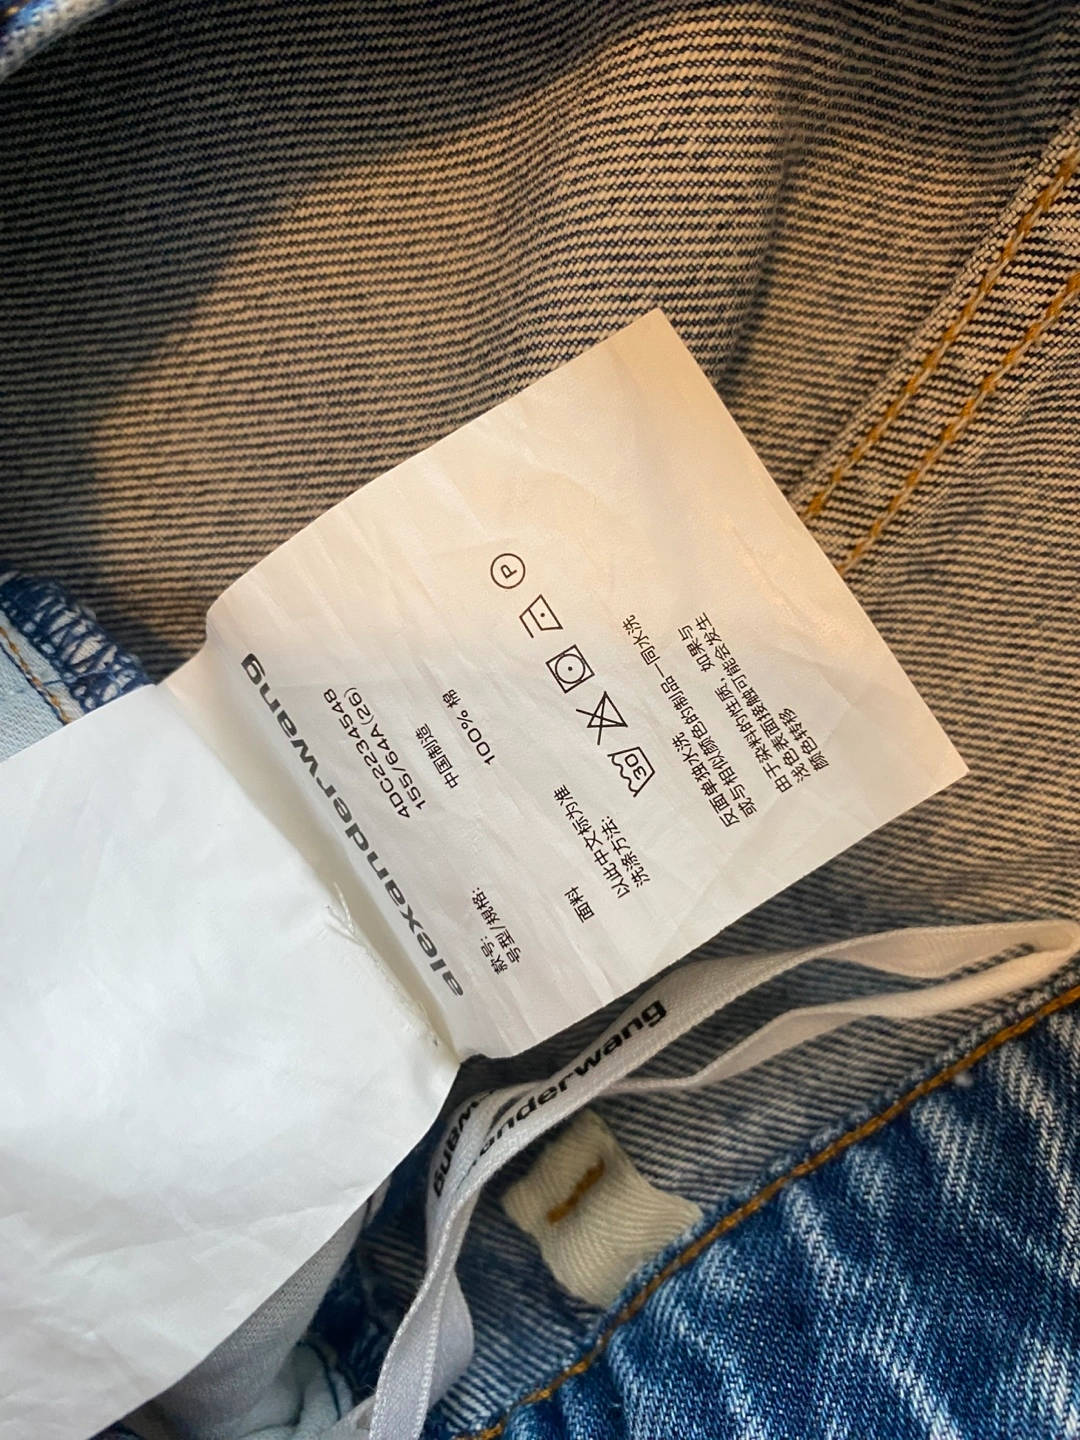 alexanderwang
款号: 4DC2234548
号型/规格: 155/64A(26)
中国制造
面料 100% 棉
以此中文标为准
洗涤方法:
30
P
反面单独水洗
或与相似颜色的制品一同水洗
由于染料的性质, 如果与
浅色表面接触可能会发生
颜色转移
alexanderwang
wang